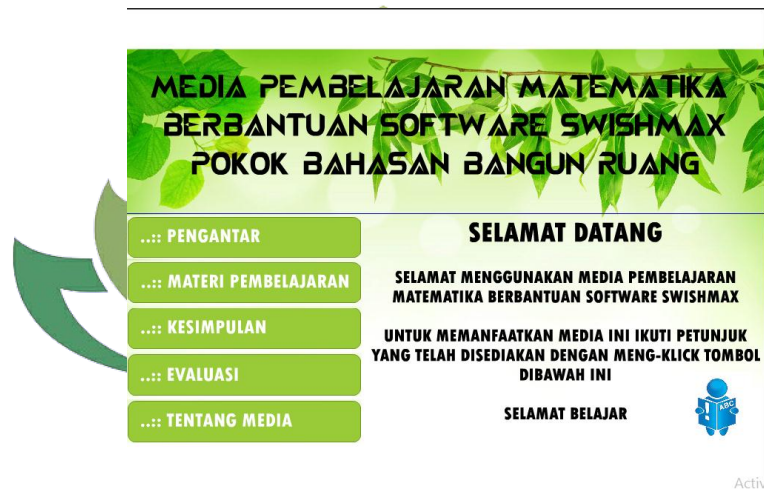 MEDIA PEMBELAJARAN MATEMATIKA
BERBANTUAN SOFTWARE SWISHMAX
POKOK BAHASAN BANGUN RUANG
..:: PENGANTAR
..:: MATERI PEMBELAJARAN
..:: KESIMPULAN
..:: EVALUASI
..:: TENTANG MEDIA
SELAMAT DATANG
SELAMAT MENGGUNAKAN MEDIA PEMBELAJARAN
MATEMATIKA BERBANTUAN SOFTWARE SWISHMAX
UNTUK MEMANFAATKAN MEDIA INI IKUTI PETUNJUK
YANG TELAH DISEDIAKAN DENGAN MENG-KLICK TOMBOL
DIBAWAH INI
SELAMAT BELAJAR
ABC
Activ